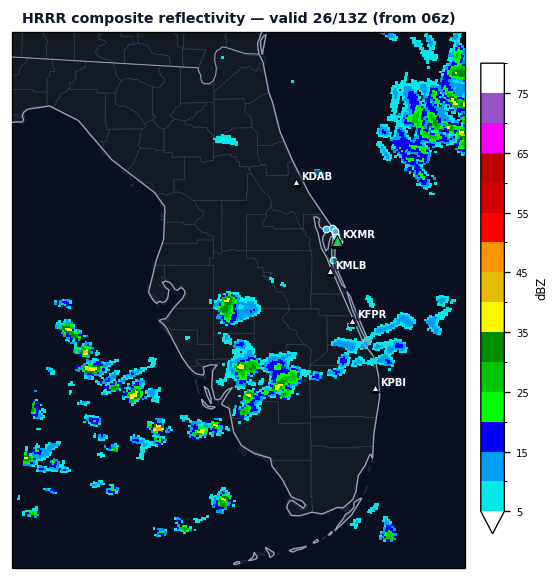 HRRR composite reflectivity — valid 26/13Z (from 06z)
KDAB
KXMR
KMLB
KFPR
KPBI
75
65
55
45
35
25
15
5
dBZ